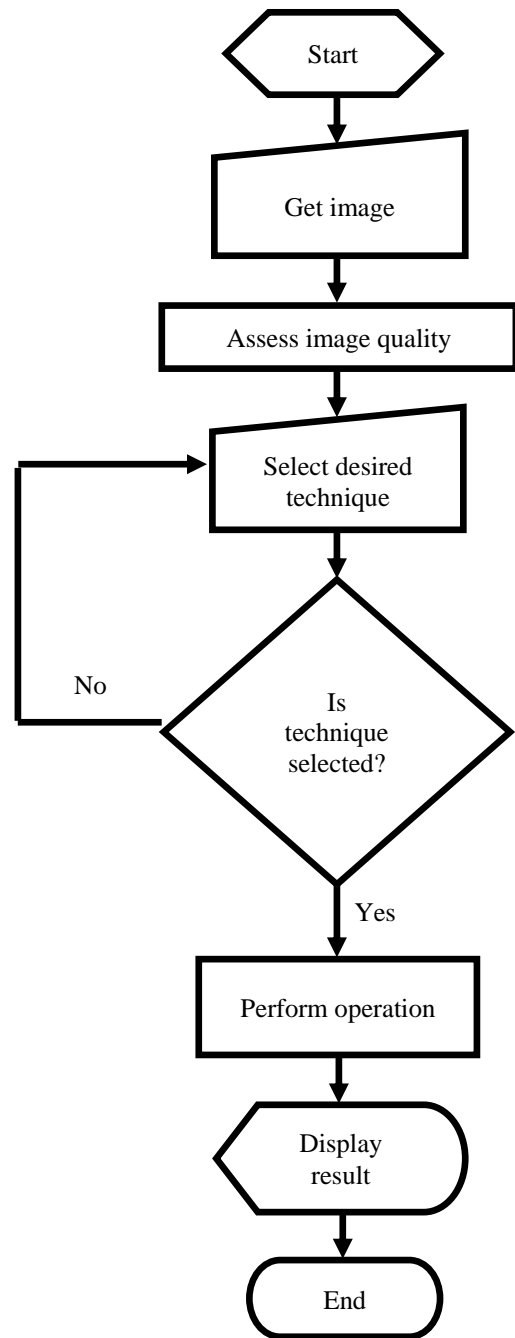 Start
Get image
Assess image quality
Select desired
technique
No
Is
technique
selected?
Yes
Perform operation
Display
result
End